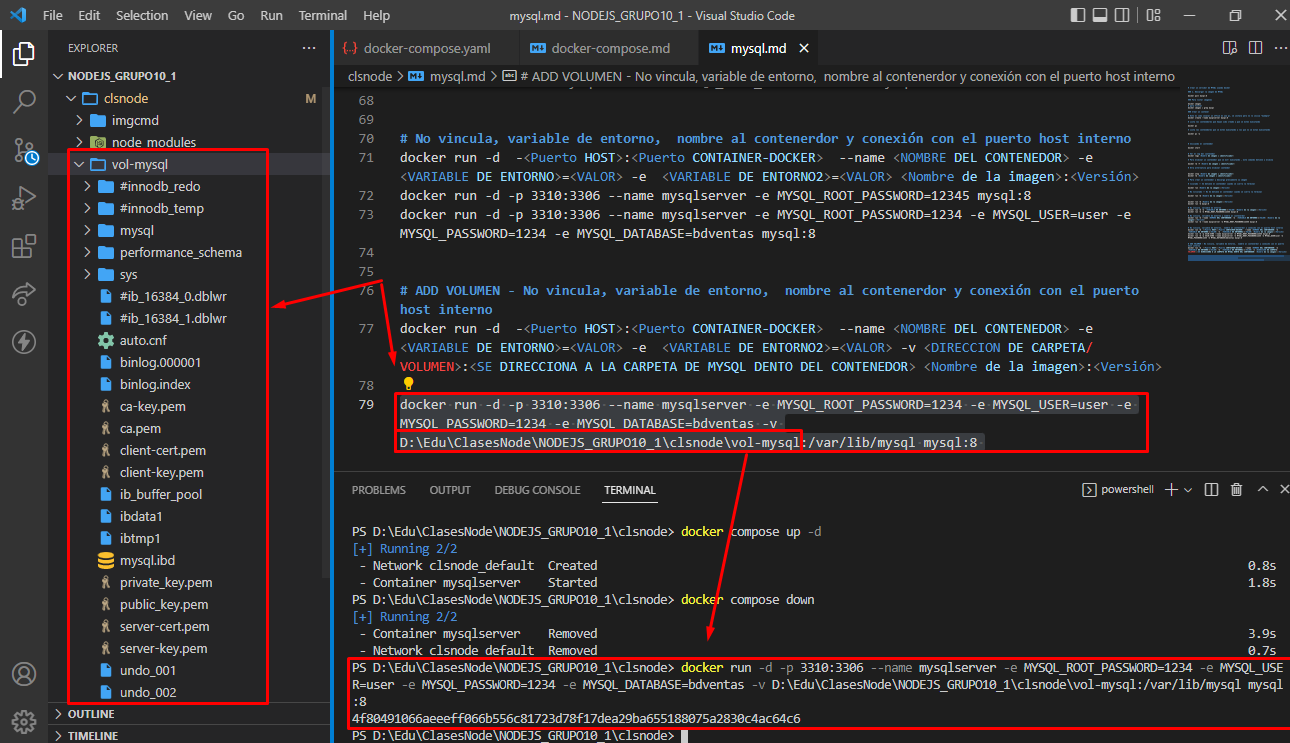 File Edit Selection View Go Run Terminal Help
mysql.md - NODEJS_GRUPO10_1 - Visual Studio Code
EXPLORER
NODEJS_GRUPO10_1
clsnode M
imgcmd
node_modules
vol-mysql
#innodb_redo
#innodb_temp
mysql
performance_schema
sys
#ib_16384_0.dblwr
#ib_16384_1.dblwr
auto.cnf
binlog.000001
binlog.index
ca-key.pem
ca.pem
client-cert.pem
client-key.pem
ib_buffer_pool
ibdata1
ibtmp1
mysql.ibd
private_key.pem
public_key.pem
server-cert.pem
server-key.pem
undo_001
undo_002
OUTLINE
TIMELINE
docker-compose.yaml docker-compose.md mysql.md
clsnode > mysql.md > # ADD VOLUMEN - No vincula, variable de entorno, nombre al contenerdor y conexión con el puerto host interno
68
69
70 # No vincula, variable de entorno, nombre al contenerdor y conexión con el puerto host interno
71 docker run -d -<Puerto HOST>:<Puerto CONTAINER-DOCKER> --name <NOMBRE DEL CONTENEDOR> -e
<VARIABLE DE ENTORNO>=<VALOR> -e <VARIABLE DE ENTORNO2>=<VALOR> <Nombre de la imagen>:<Versión>
72 docker run -d -p 3310:3306 --name mysqlserver -e MYSQL_ROOT_PASSWORD=12345 mysql:8
73 docker run -d -p 3310:3306 --name mysqlserver -e MYSQL_ROOT_PASSWORD=1234 -e MYSQL_USER=user -e
MYSQL_PASSWORD=1234 -e MYSQL_DATABASE=bdventas mysql:8
74
75
76 # ADD VOLUMEN - No vincula, variable de entorno, nombre al contenerdor y conexión con el puerto
host interno
77 docker run -d -<Puerto HOST>:<Puerto CONTAINER-DOCKER> --name <NOMBRE DEL CONTENEDOR> -e
<VARIABLE DE ENTORNO>=<VALOR> -e <VARIABLE DE ENTORNO2>=<VALOR> -v <DIRECCION DE CARPETA/
VOLUMEN>:<SE DIRECCIONA A LA CARPETA DE MYSQL DENTO DEL CONTENEDOR> <Nombre de la imagen>:<Versión>
78
79 docker run -d -p 3310:3306 --name mysqlserver -e MYSQL_ROOT_PASSWORD=1234 -e MYSQL_USER=user -e
MYSQL_PASSWORD=1234 -e MYSQL_DATABASE=bdventas -v
D:\Edu\ClasesNode\NODEJS_GRUPO10_1\clsnode\vol-mysql:/var/lib/mysql mysql:8
PROBLEMS OUTPUT DEBUG CONSOLE TERMINAL
powershell
PS D:\Edu\ClasesNode\NODEJS_GRUPO10_1\clsnode> docker compose up -d
[+] Running 2/2
- Network clsnode_default Created 0.8s
- Container mysqlserver Started 1.8s
PS D:\Edu\ClasesNode\NODEJS_GRUPO10_1\clsnode> docker compose down
[+] Running 2/2
- Container mysqlserver Removed 3.9s
- Network clsnode_default Removed 0.7s
PS D:\Edu\ClasesNode\NODEJS_GRUPO10_1\clsnode> docker run -d -p 3310:3306 --name mysqlserver -e MYSQL_ROOT_PASSWORD=1234 -e MYSQL_USE
R=user -e MYSQL_PASSWORD=1234 -e MYSQL_DATABASE=bdventas -v D:\Edu\ClasesNode\NODEJS_GRUPO10_1\clsnode\vol-mysql:/var/lib/mysql mysql
:8
4f80491066aeeeff066b556c81723d78f17dea29ba655188075a2830c4ac64c6
PS D:\Edu\ClasesNode\NODEJS_GRUPO10_1\clsnode>